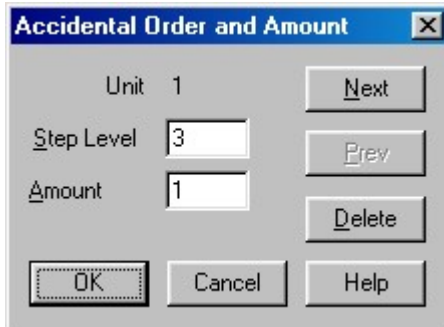 Accidental Order and Amount
Unit 1
Next
Step Level 3
Prev
Amount 1
Delete
OK
Cancel
Help